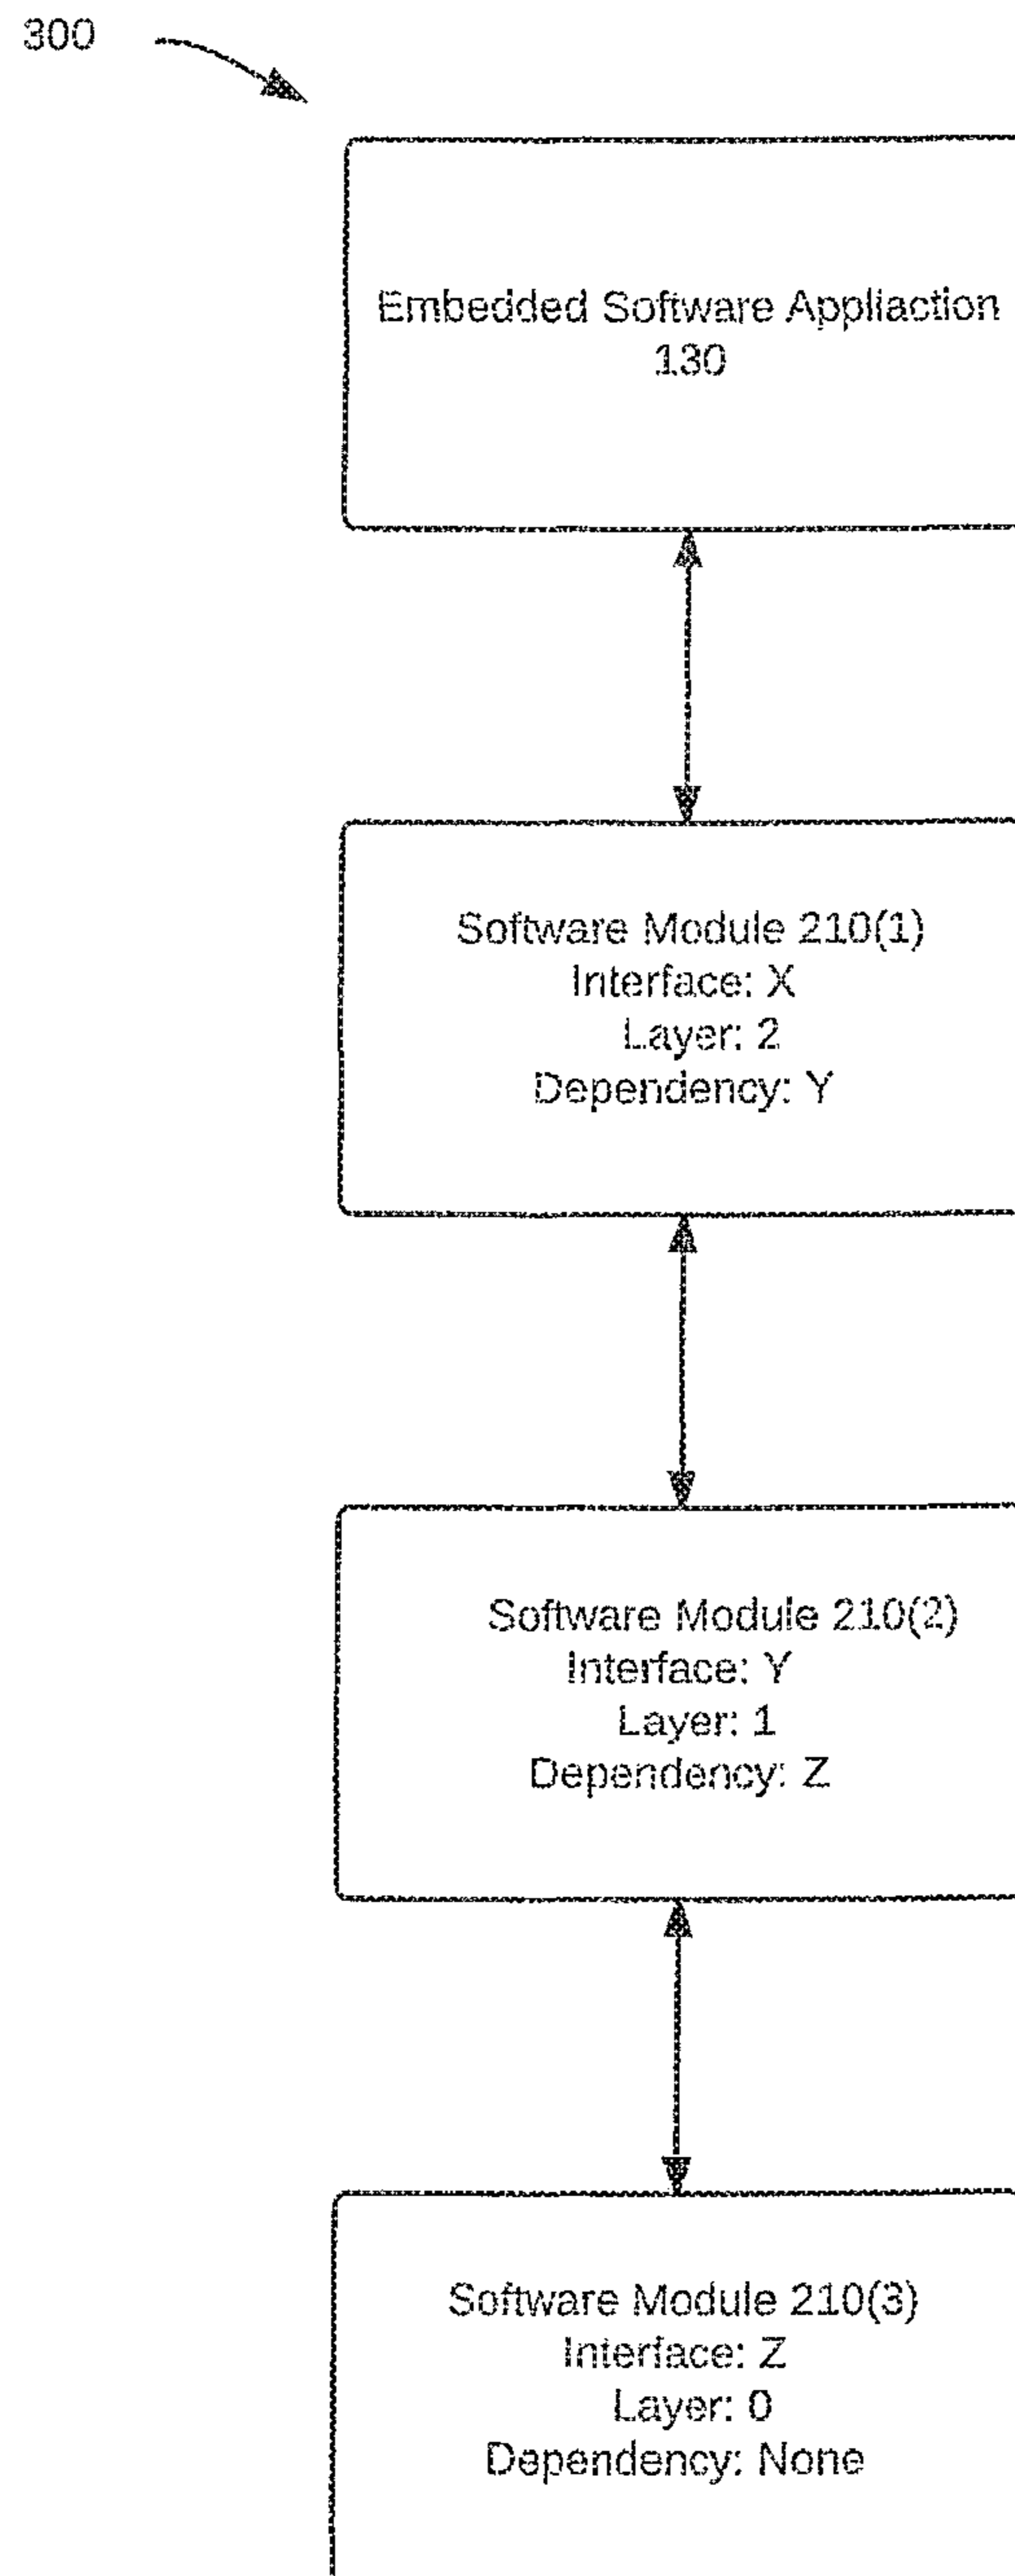 300
Embedded Software Appliaction
130
Software Module 210(1)
Interface: X
Layer: 2
Dependency: Y
Software Module 210(2)
Interface: Y
Layer: 1
Dependency: Z
Software Module 210(3)
Interface: Z
Layer: 0
Dependency: None